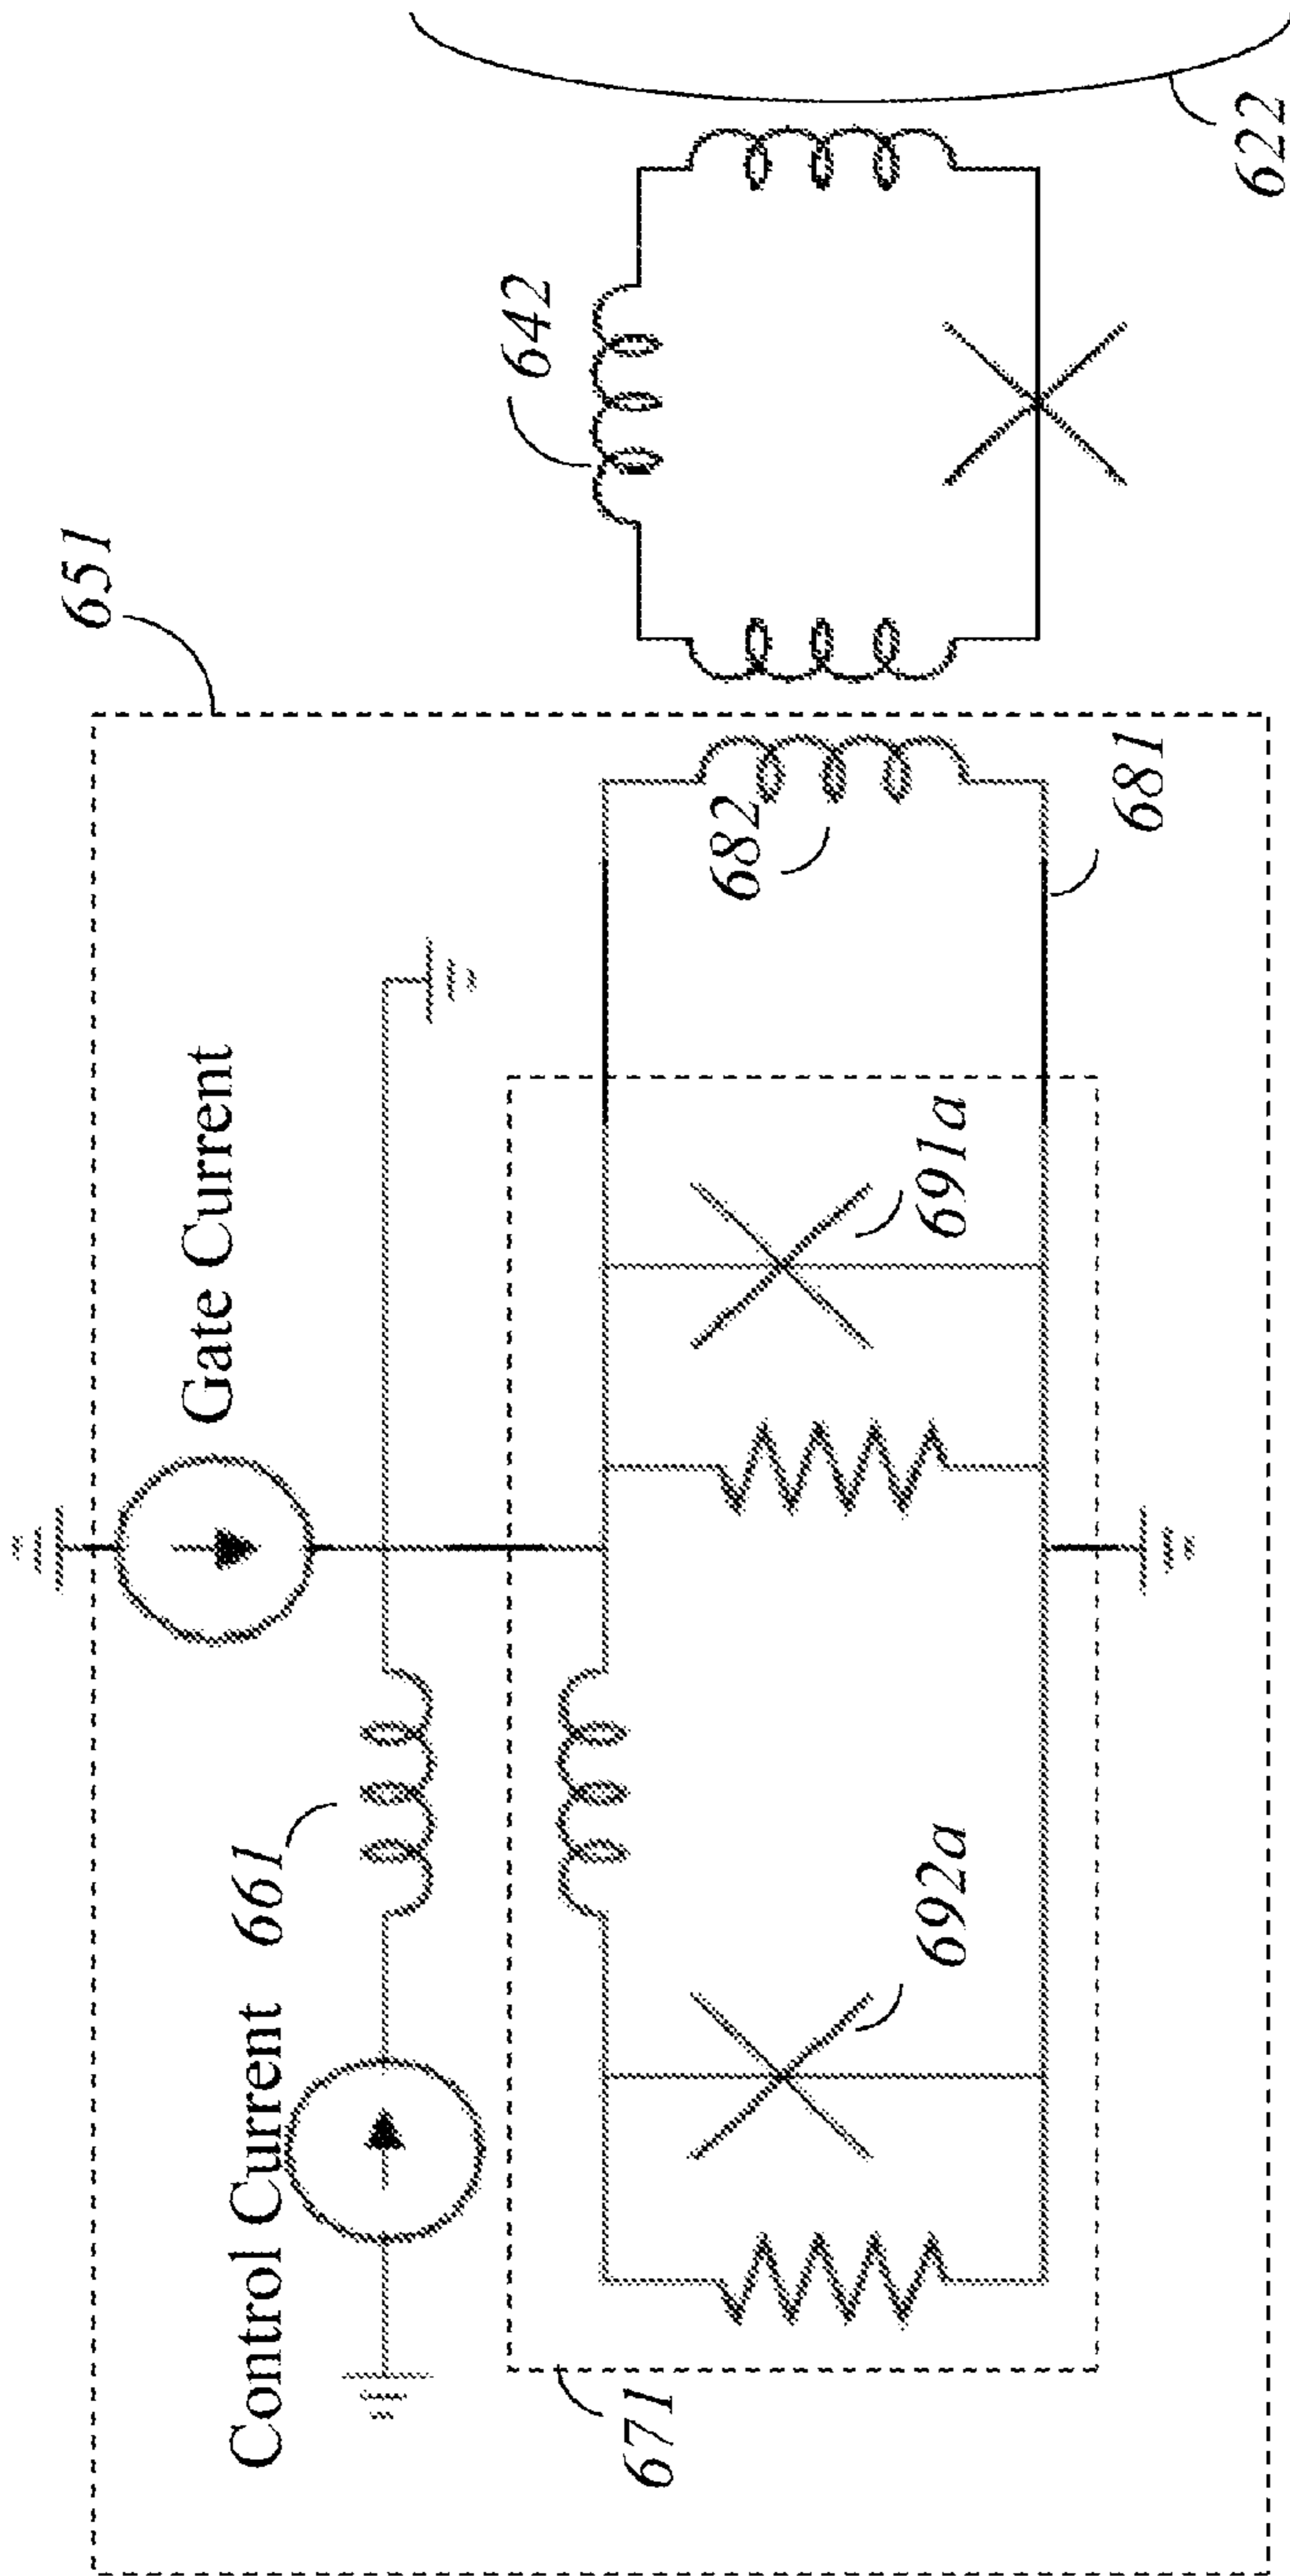 651
Gate Current
Control Current
661
642
622
682
681
691a
692a
671